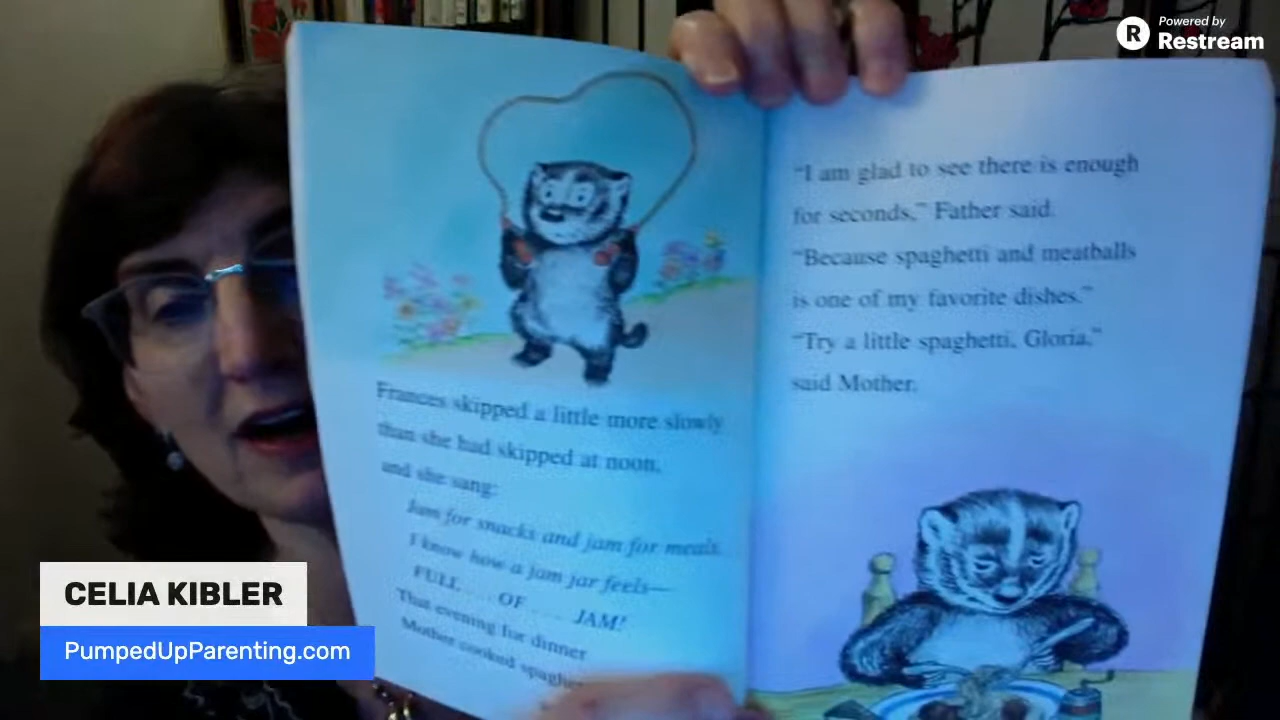 Powered by
R Restream
Frances skipped a little more slowly
than she had skipped at noon,
and she sang:
Jam for snacks and jam for meals,
I know how a jam jar feels—
FULL . . . OF . . . JAM!
That evening for dinner
Mother cooked
"I am glad to see there is enough
for seconds," Father said.
"Because spaghetti and meatballs
is one of my favorite dishes."
"Try a little spaghetti, Gloria,"
said Mother.
CELIA KIBLER
PumpedUpParenting.com